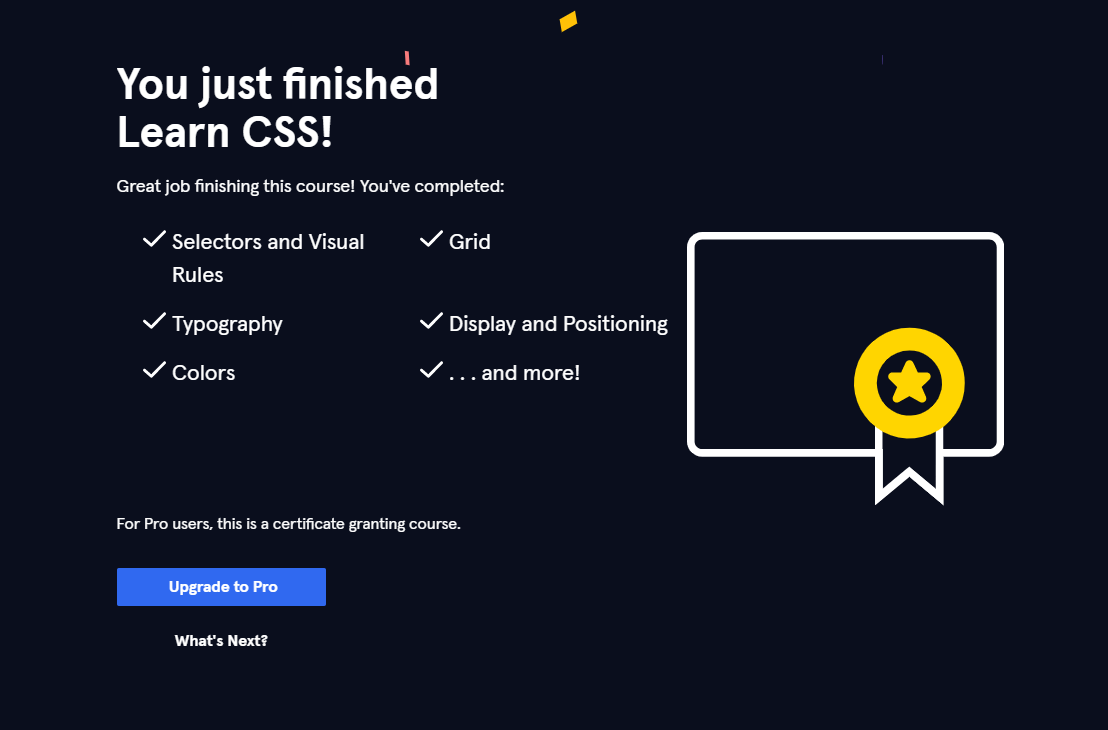 You just finished
Learn CSS!
Great job finishing this course! You've completed:
Selectors and Visual
Rules
Grid
Typography
Display and Positioning
Colors
. . . and more!
For Pro users, this is a certificate granting course.
Upgrade to Pro
What's Next?